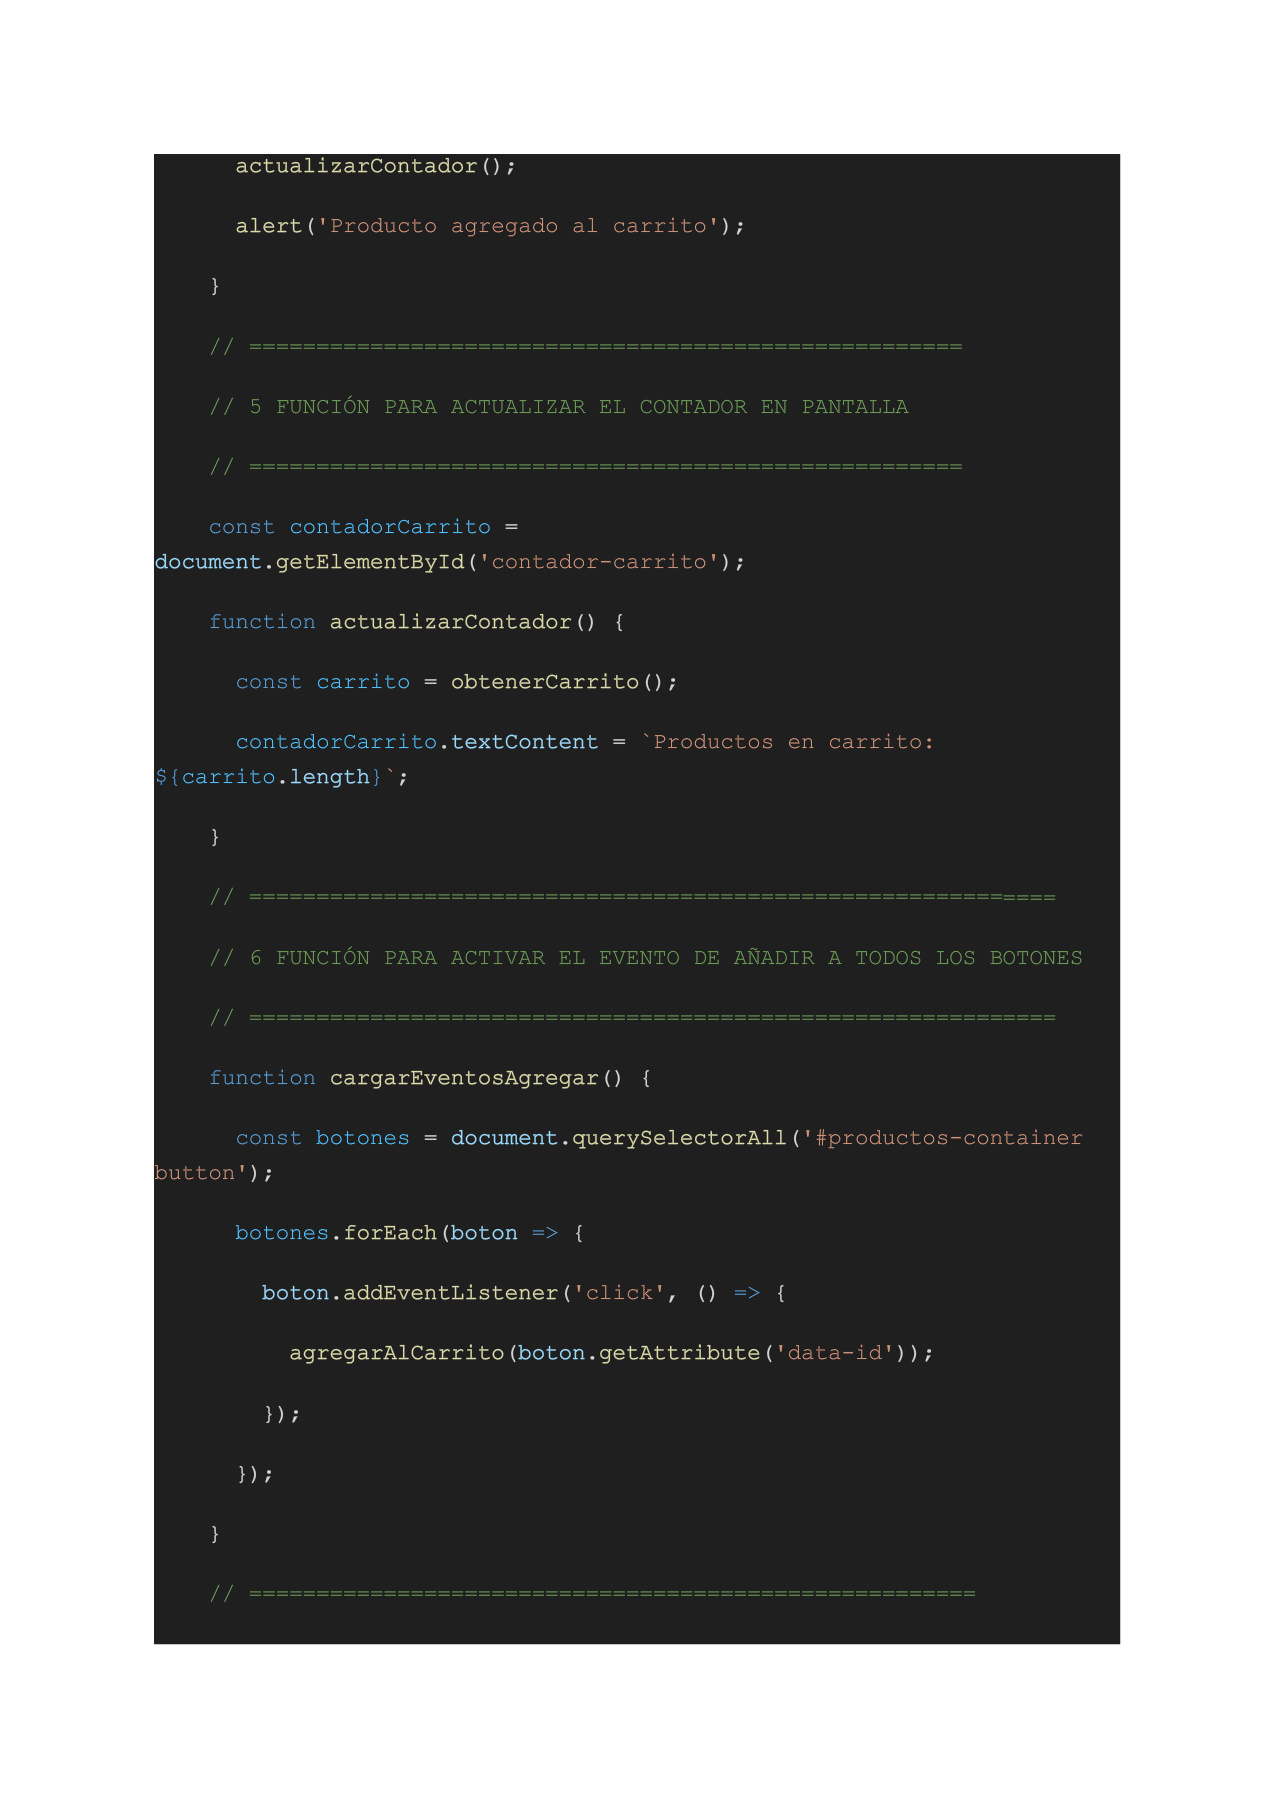 actualizarContador();
alert('Producto agregado al carrito');
}
// =====================================================
// 5 FUNCIÓN PARA ACTUALIZAR EL CONTADOR EN PANTALLA
// =====================================================
const contadorCarrito =
document.getElementById('contador-carrito');
function actualizarContador() {
const carrito = obtenerCarrito();
contadorCarrito.textContent = `Productos en carrito:
${carrito.length}`;
}
// ============================================================
// 6 FUNCIÓN PARA ACTIVAR EL EVENTO DE AÑADIR A TODOS LOS BOTONES
// ============================================================
function cargarEventosAgregar() {
const botones = document.querySelectorAll('#productos-container
button');
botones.forEach(boton => {
boton.addEventListener('click', () => {
agregarAlCarrito(boton.getAttribute('data-id'));
});
});
}
// ======================================================